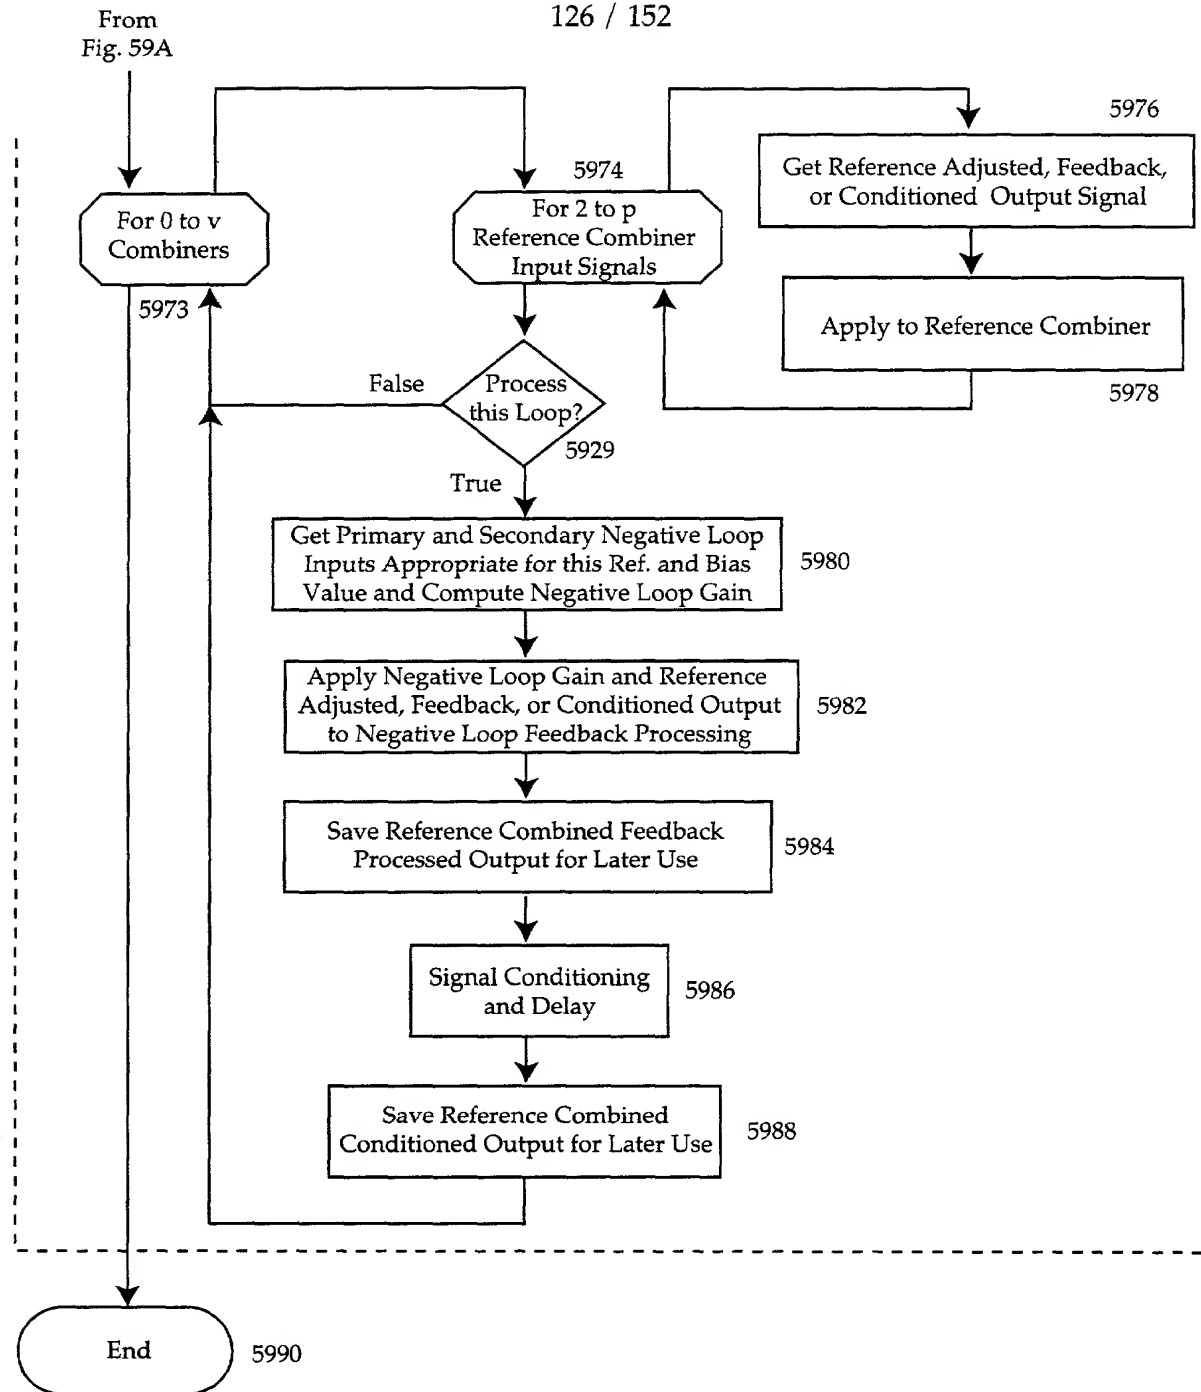 126 / 152
From
Fig. 59A
5976
Get Reference Adjusted, Feedback,
or Conditioned Output Signal
5974
For 0 to v
Combiners
For 2 to p
Reference Combiner
Input Signals
5973
Apply to Reference Combiner
5978
False
Process
this Loop?
5929
True
Get Primary and Secondary Negative Loop
Inputs Appropriate for this Ref. and Bias
Value and Compute Negative Loop Gain
5980
Apply Negative Loop Gain and Reference
Adjusted, Feedback, or Conditioned Output
to Negative Loop Feedback Processing
5982
Save Reference Combined Feedback
Processed Output for Later Use
5984
Signal Conditioning
and Delay
5986
Save Reference Combined
Conditioned Output for Later Use
5988
End
5990